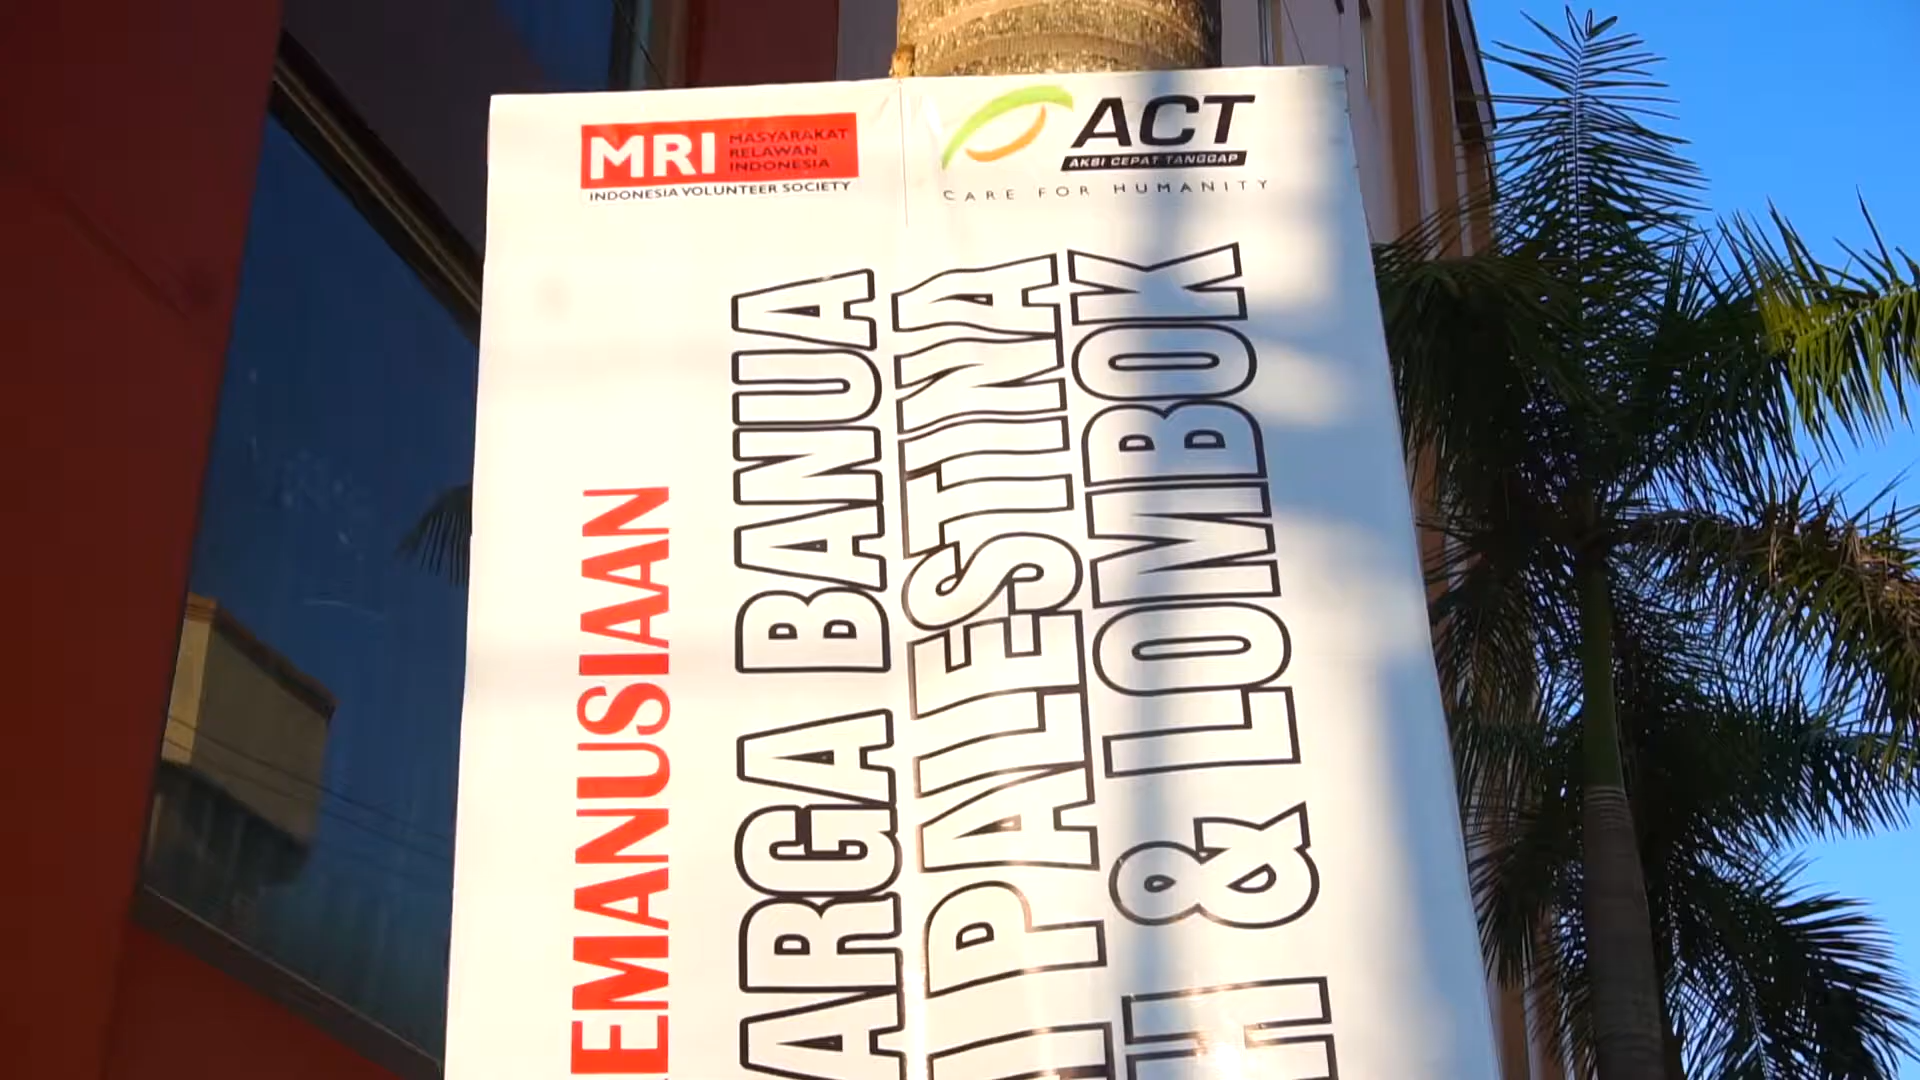 MRI
MASYARAKAT
RELAWAN
INDONESIA
INDONESIA VOLUNTEER SOCIETY
ACT
AKSI CEPAT TANGGAP
CARE FOR HUMANITY
EMANUSIAAN
ARGA BANUA
PALESTINA
& LOMBOK